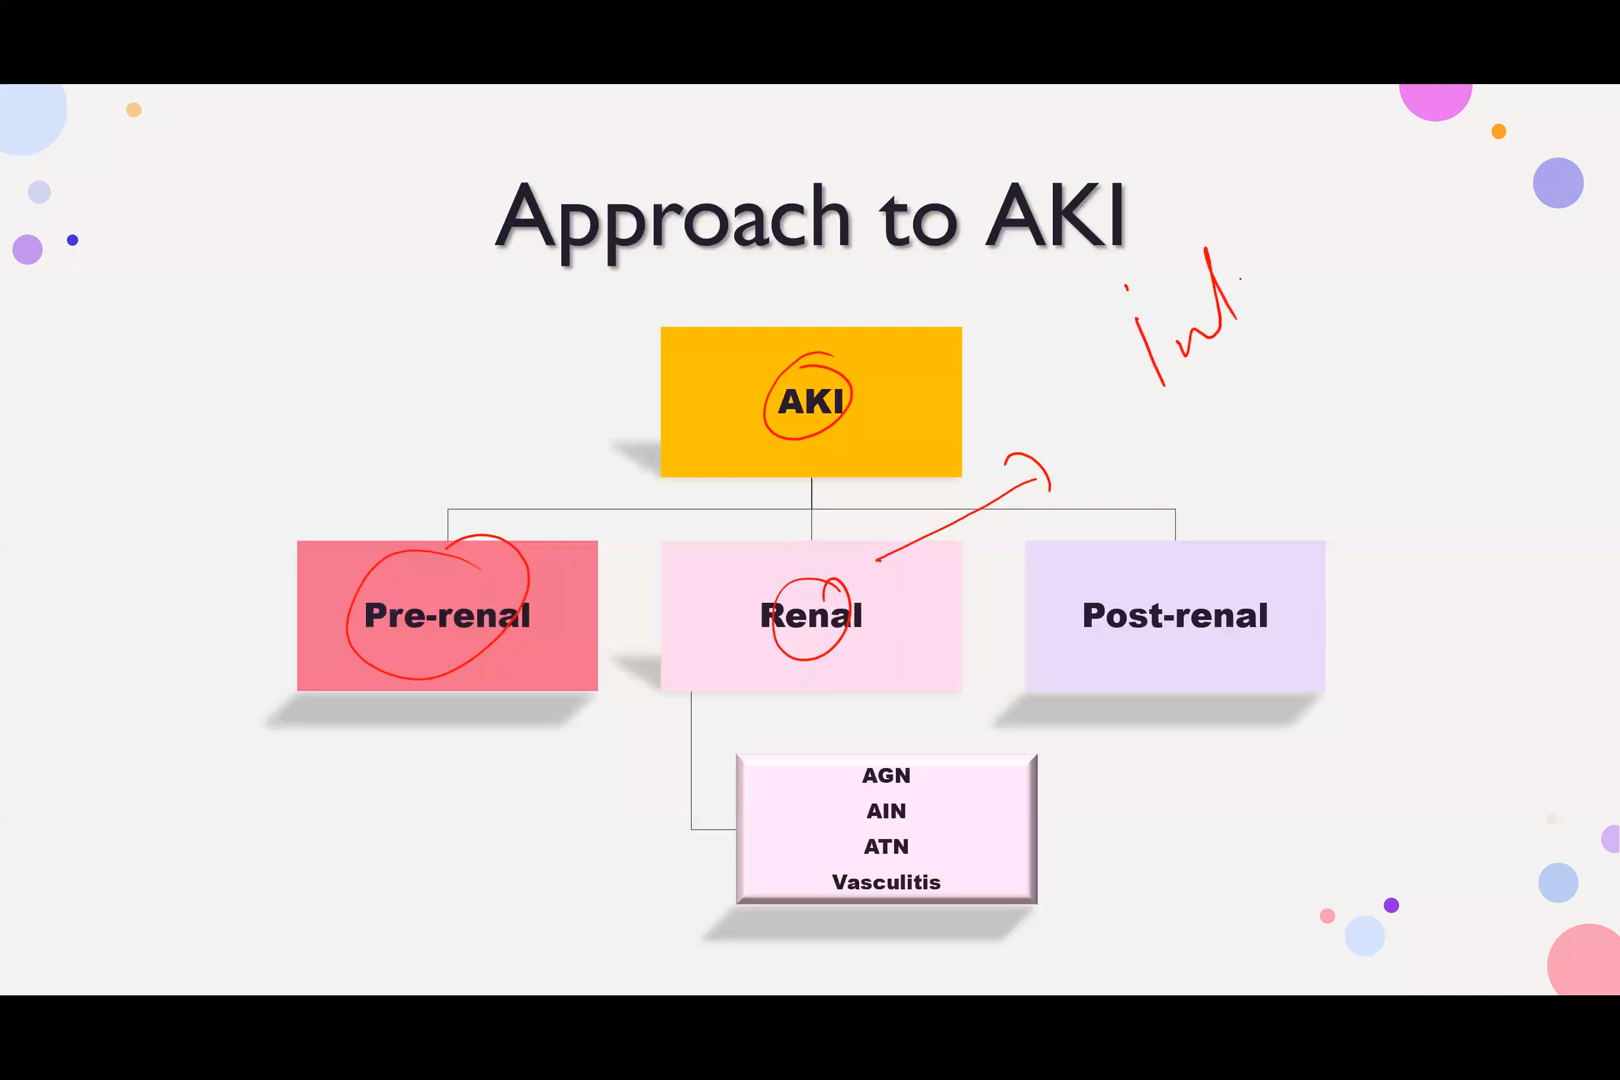 Approach to AKI
AKI
Pre-renal
Renal
Post-renal
AGN
AIN
ATN
Vasculitis